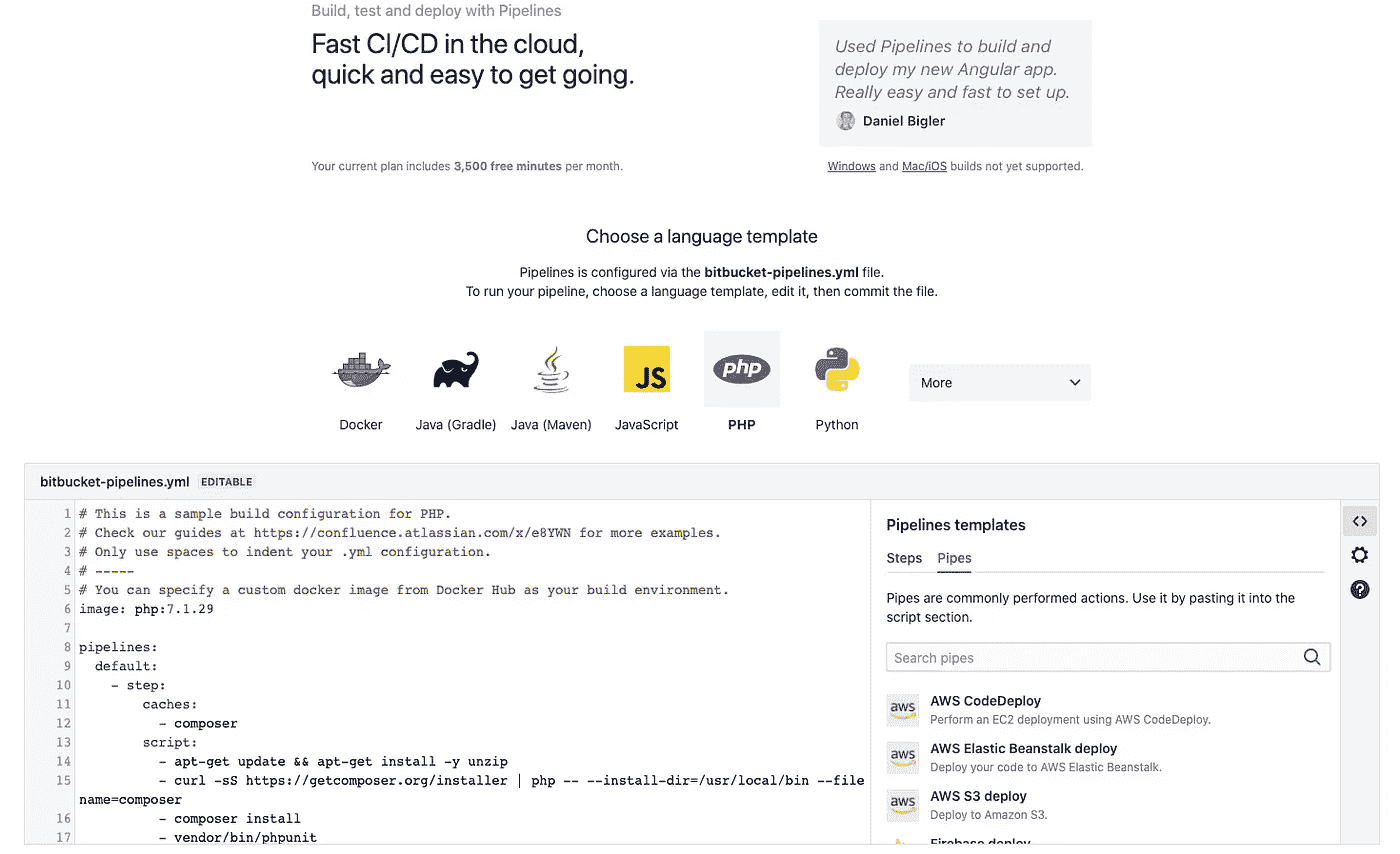 Build, test and deploy with Pipelines
Fast CI/CD in the cloud,
quick and easy to get going.
Used Pipelines to build and
deploy my new Angular app.
Really easy and fast to set up.
Daniel Bigler
Your current plan includes 3,500 free minutes per month.
Windows and Mac/iOS builds not yet supported.
Choose a language template
Pipelines is configured via the bitbucket-pipelines.yml file.
To run your pipeline, choose a language template, edit it, then commit the file.
JS
php
Docker
Java (Gradle)
Java (Maven)
JavaScript
PHP
Python
More
bitbucket-pipelines.yml EDITABLE
1 # This is a sample build configuration for PHP.
2 # Check our guides at https://confluence.atlassian.com/x/e8YWN for more examples.
3 # Only use spaces to indent your .yml configuration.
4 # -----
5 # You can specify a custom docker image from Docker Hub as your build environment.
6 image: php:7.1.29
7
8 pipelines:
9   default:
10     - step:
11         caches:
12           - composer
13         script:
14           - apt-get update && apt-get install -y unzip
15           - curl -sS https://getcomposer.org/installer | php -- --install-dir=/usr/local/bin --file
name=composer
16           - composer install
17           - vendor/bin/phpunit
Pipelines templates
Steps Pipes
Pipes are commonly performed actions. Use it by pasting it into the
script section.
Search pipes
aws
AWS CodeDeploy
Perform an EC2 deployment using AWS CodeDeploy.
aws
AWS Elastic Beanstalk deploy
Deploy your code to AWS Elastic Beanstalk.
aws
AWS S3 deploy
Deploy to Amazon S3.
Firebase deploy